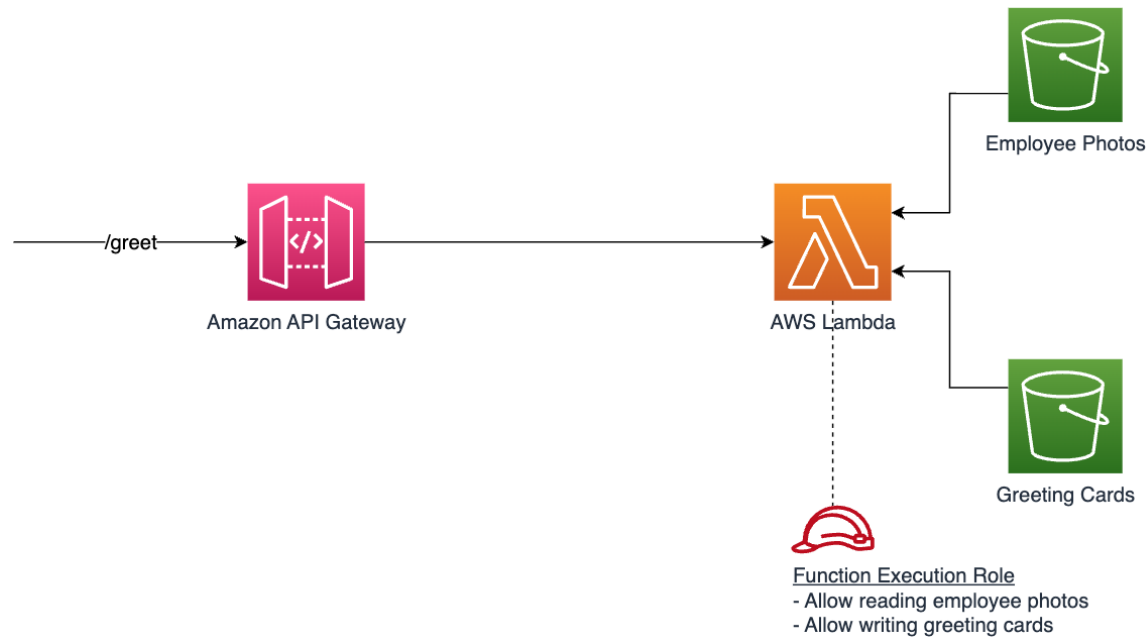 Employee Photos
/greet
</>
Amazon API Gateway
AWS Lambda
Greeting Cards
Function Execution Role
- Allow reading employee photos
- Allow writing greeting cards